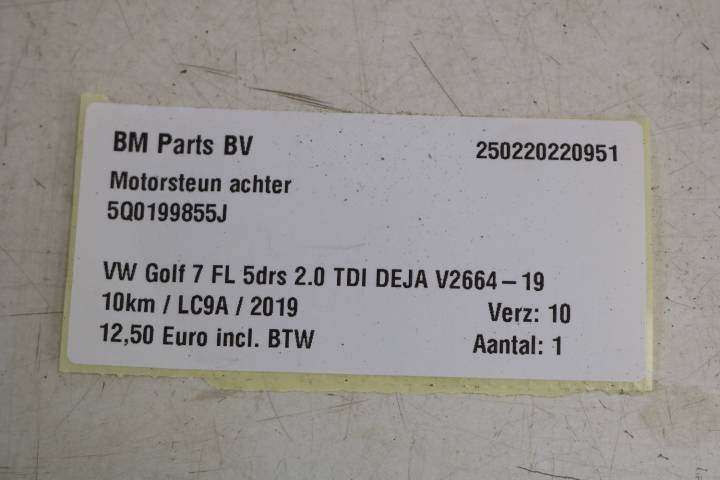 BM Parts BV 250220220951
Motorsteun achter
5Q0199855J
VW Golf 7 FL 5drs 2.0 TDI DEJA V2664 – 19
10km / LC9A / 2019 Verz: 10
12,50 Euro incl. BTW Aantal: 1